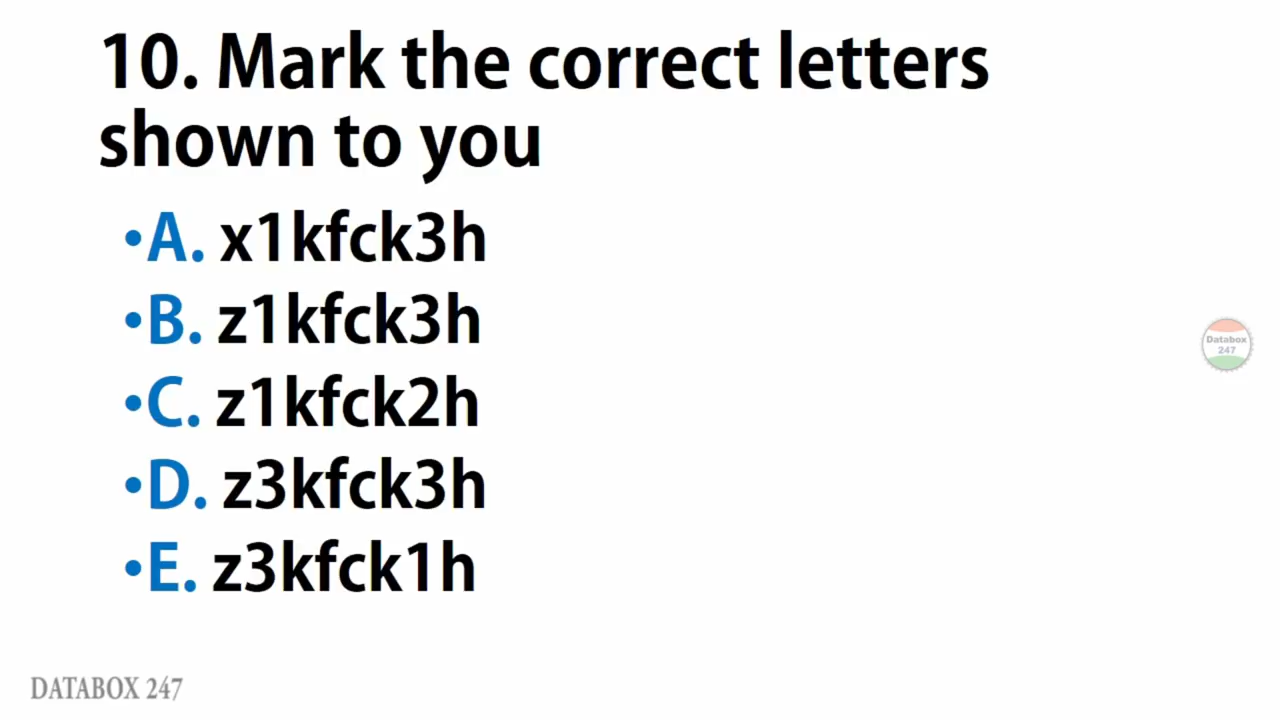 10. Mark the correct letters
shown to you
•A. x1kfck3h
•B. z1kfck3h
•C. z1kfck2h
•D. z3kfck3h
•E. z3kfck1h
Databox
247
DATABOX 247